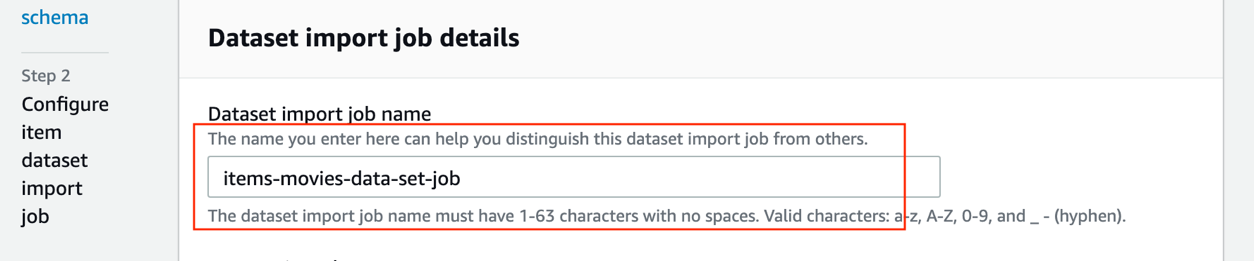 schema
Step 2
Configure
item
dataset
import
job
Dataset import job details
Dataset import job name
The name you enter here can help you distinguish this dataset import job from others.
items-movies-data-set-job
The dataset import job name must have 1-63 characters with no spaces. Valid characters: a-z, A-Z, 0-9, and _ - (hyphen).